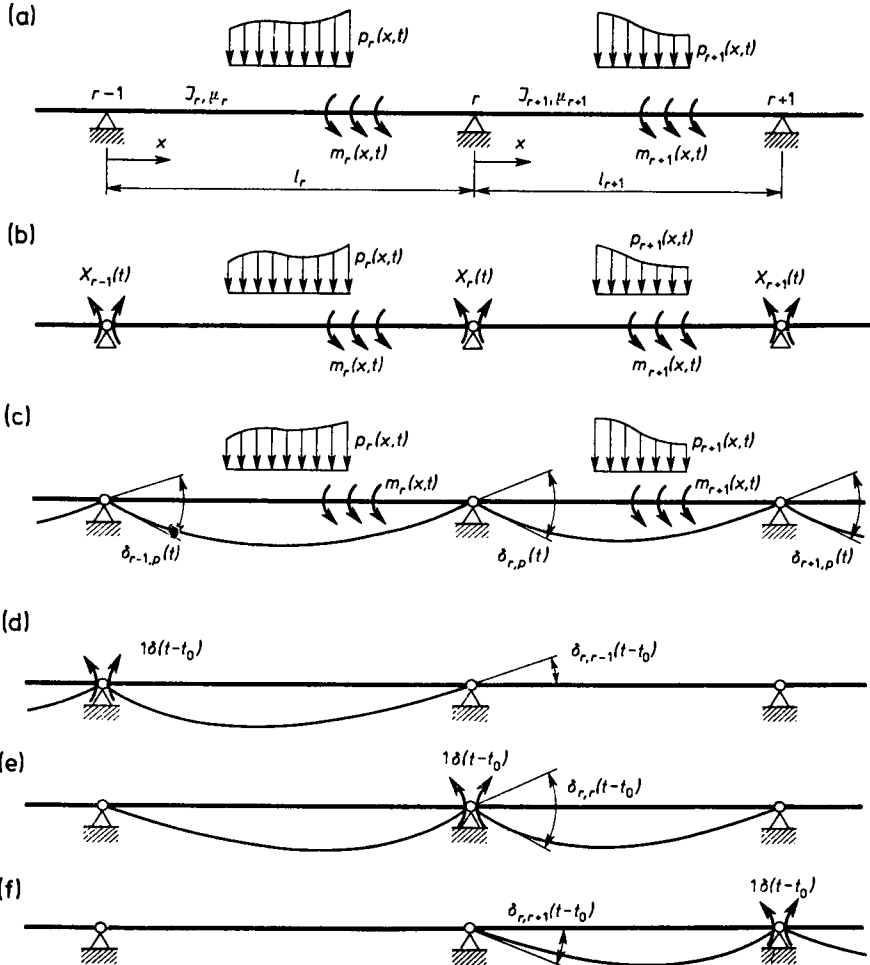 (a)
p_r(x,t)
p_{r+1}(x,t)
r−1
J_r, μ_r
r
J_{r+1}, μ_{r+1}
r+1
x
m_r(x,t)
x
m_{r+1}(x,t)
l_r
l_{r+1}
(b)
p_r(x,t)
p_{r+1}(x,t)
X_{r−1}(t)
X_r(t)
X_{r+1}(t)
m_r(x,t)
m_{r+1}(x,t)
(c)
p_r(x,t)
p_{r+1}(x,t)
m_r(x,t)
m_{r+1}(x,t)
δ_{r−1,p}(t)
δ_{r,p}(t)
δ_{r+1,p}(t)
(d)
1δ(t−t_0)
δ_{r,r−1}(t−t_0)
(e)
1δ(t−t_0)
δ_{r,r}(t−t_0)
(f)
1δ(t−t_0)
δ_{r,r+1}(t−t_0)